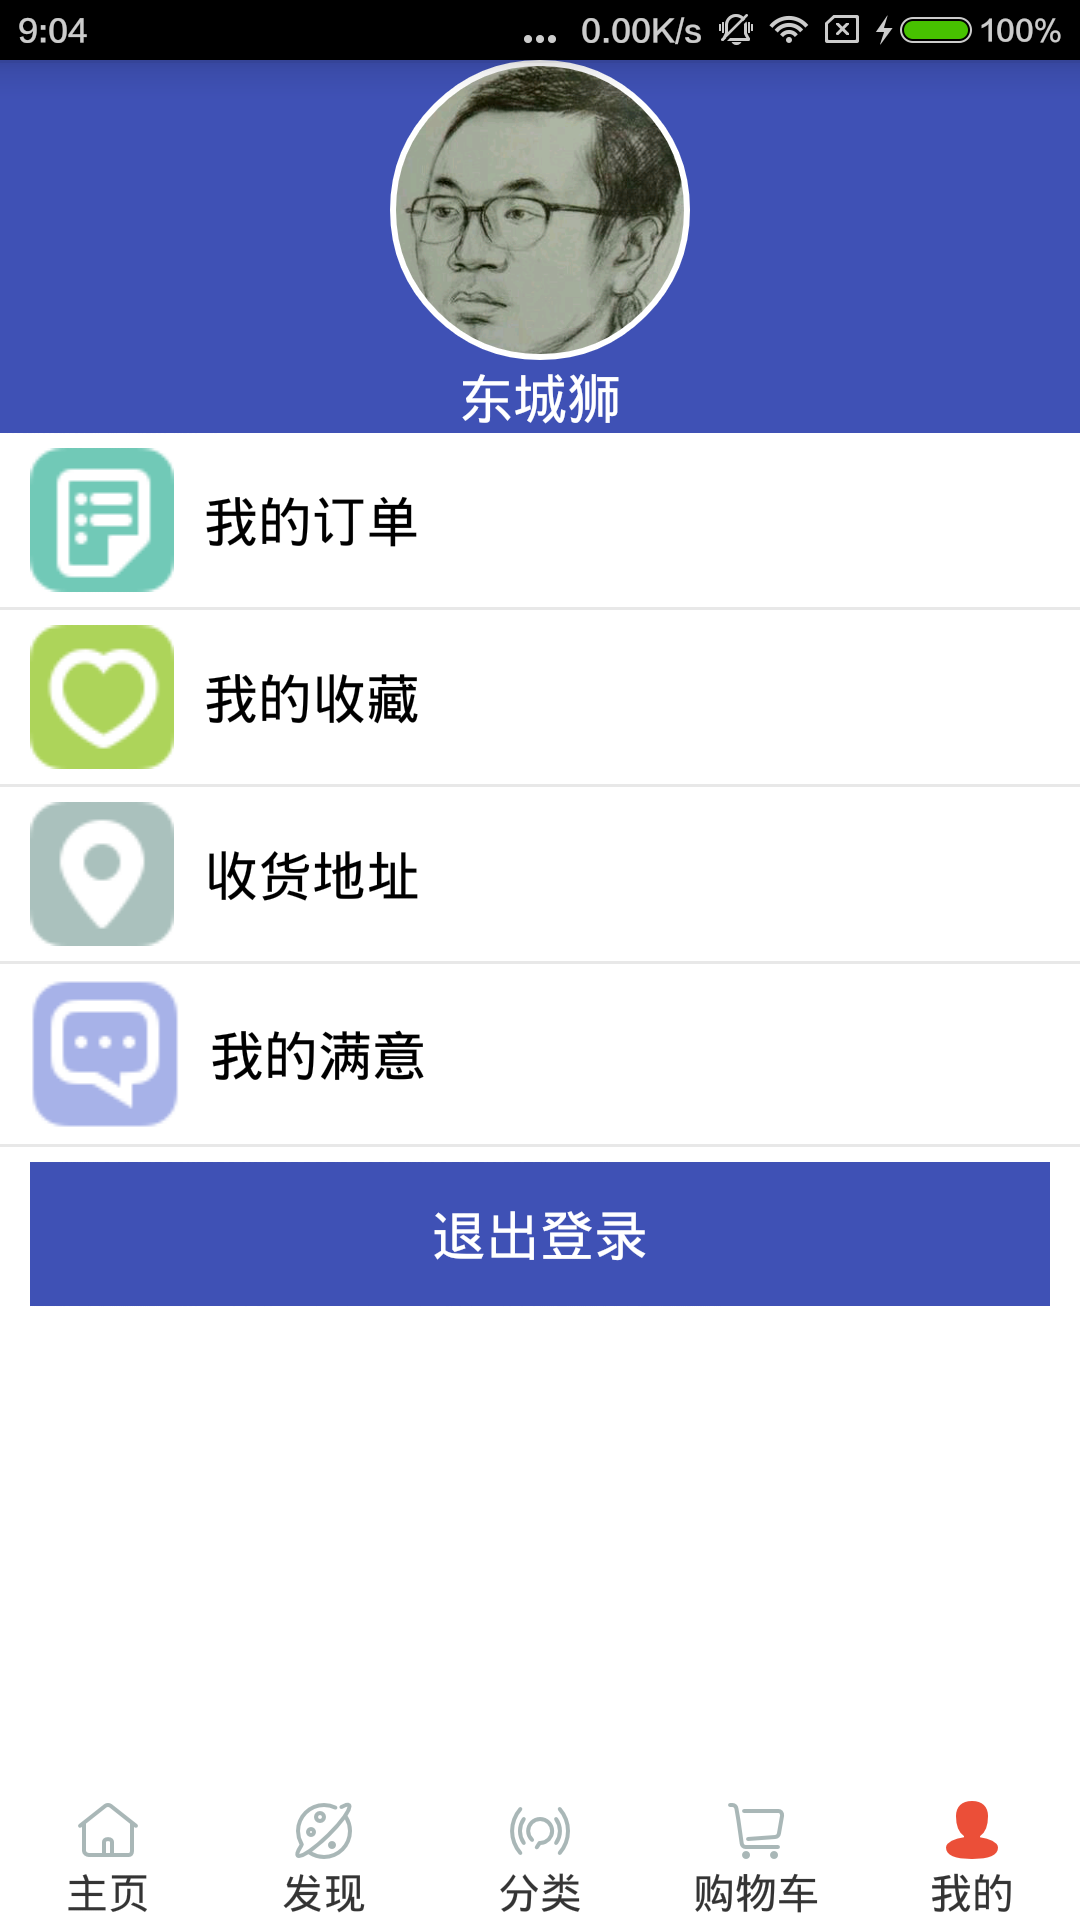 9:04 ... 0.00K/s 100%
东城狮
我的订单
我的收藏
收货地址
我的满意
退出登录
主页 发现 分类 购物车 我的